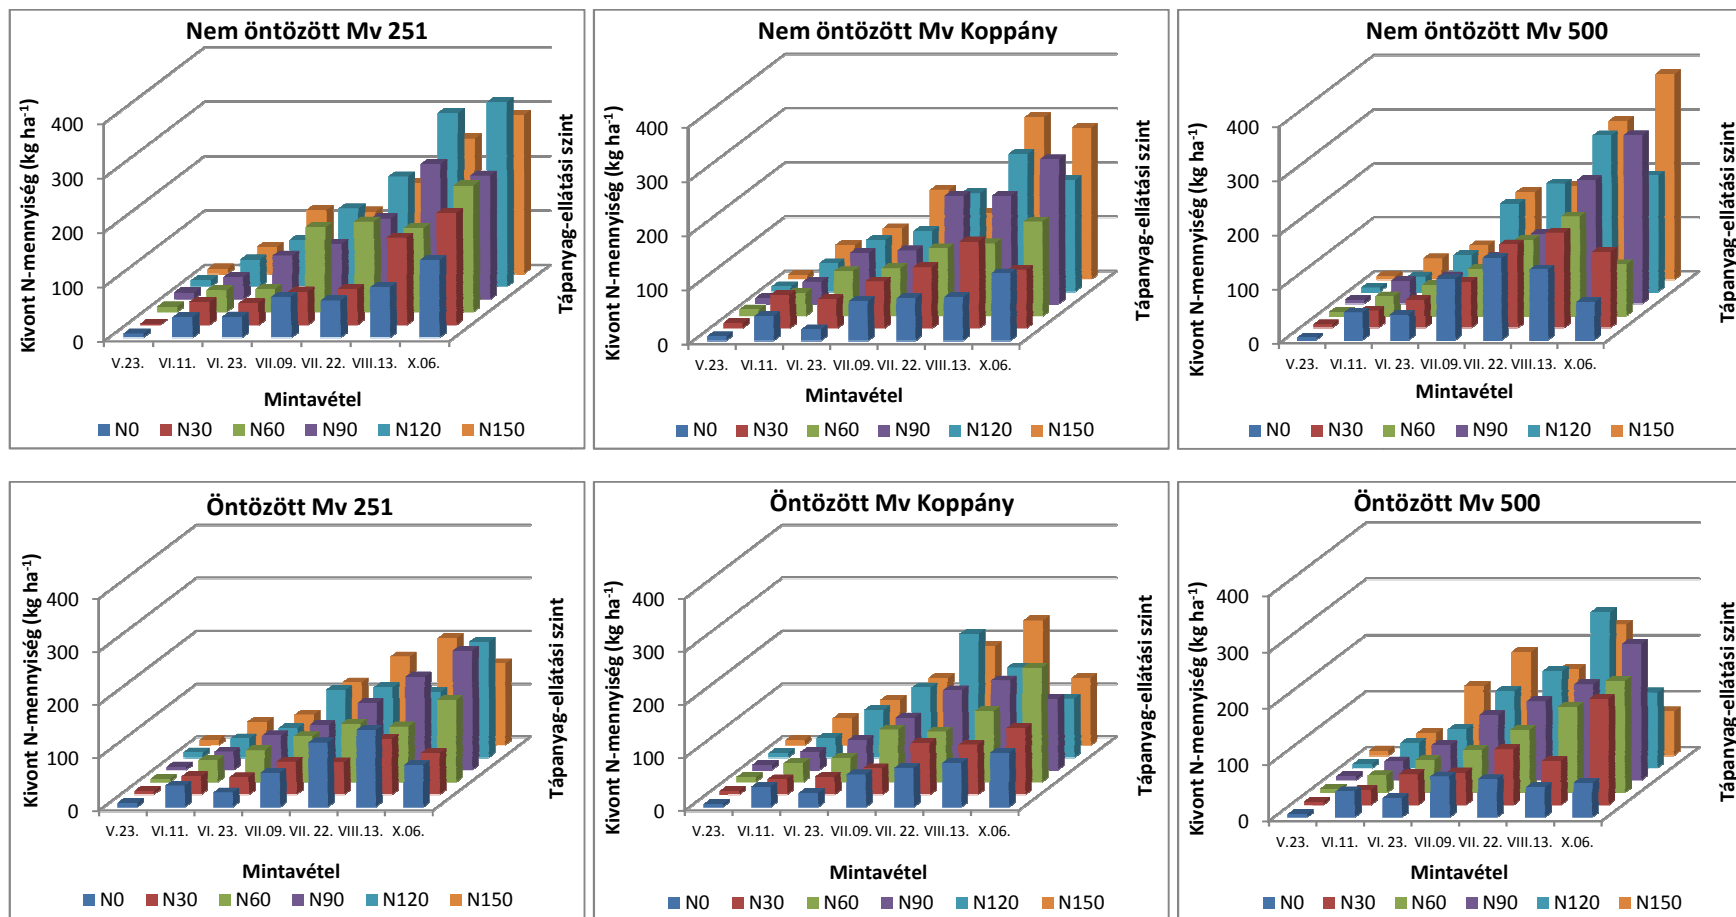 Nem öntözött Mv 251
Kivont N-mennyiség (kg ha⁻¹)
400
300
200
100
0
V.23. VI.11. VI. 23. VII.09. VII. 22. VIII.13. X.06.
Mintavétel
Tápanyag-ellátási szint
N0 N30 N60 N90 N120 N150
Nem öntözött Mv Koppány
Kivont N-mennyiség (kg ha⁻¹)
400
300
200
100
0
V.23. VI.11. VI. 23. VII.09. VII. 22. VIII.13. X.06.
Mintavétel
Tápanyag-ellátási szint
N0 N30 N60 N90 N120 N150
Nem öntözött Mv 500
Kivont N-mennyiség (kg ha⁻¹)
400
300
200
100
0
V.23. VI.11. VI. 23. VII.09. VII. 22. VIII.13. X.06.
Mintavétel
Tápanyag-ellátási szint
N0 N30 N60 N90 N120 N150
Öntözött Mv 251
Kivont N-mennyiség (kg ha⁻¹)
400
300
200
100
0
V.23. VI.11. VI. 23. VII.09. VII. 22. VIII.13. X.06.
Mintavétel
Tápanyag-ellátási szint
N0 N30 N60 N90 N120 N150
Öntözött Mv Koppány
Kivont N-mennyiség (kg ha⁻¹)
400
300
200
100
0
V.23. VI.11. VI. 23. VII.09. VII. 22. VIII.13. X.06.
Mintavétel
Tápanyag-ellátási szint
N0 N30 N60 N90 N120 N150
Öntözött Mv 500
Kivont N-mennyiség (kg ha⁻¹)
400
300
200
100
0
V.23. VI.11. VI. 23. VII.09. VII. 22. VIII.13. X.06.
Mintavétel
Tápanyag-ellátási szint
N0 N30 N60 N90 N120 N150